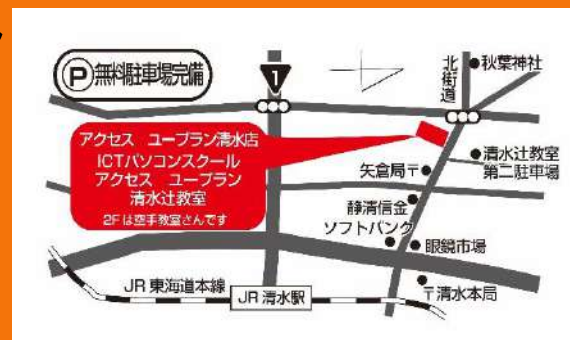 P無料駐車場完備
1
北街道
秋葉神社
アクセス ユープラン清水店
ICTパソコンスクール
アクセス ユープラン
清水辻教室
2Fは空手教室さんです
矢倉局〒
清水辻教室
第二駐車場
静清信金
ソフトバンク
眼鏡市場
JR東海道本線
JR清水駅
〒清水本局